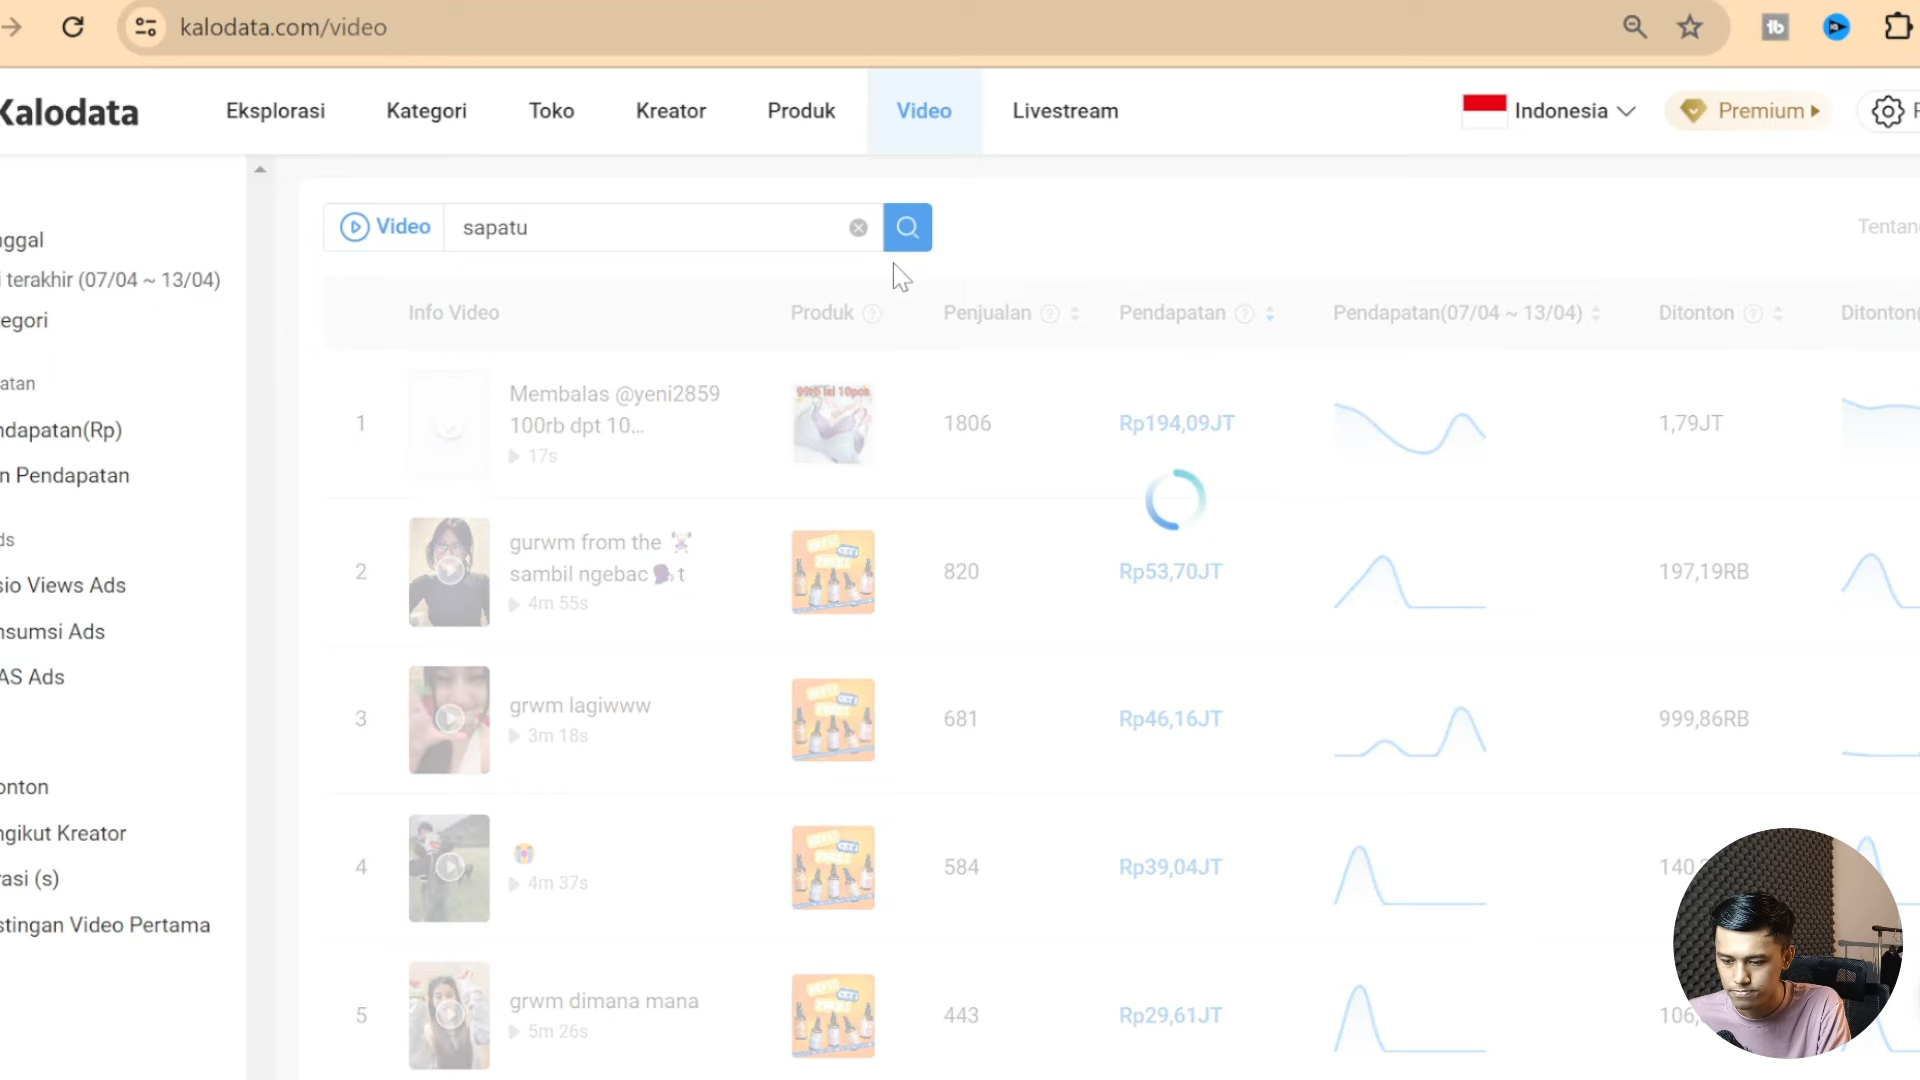 kalodata.com/video
Kalodata
Eksplorasi
Kategori
Toko
Kreator
Produk
Video
Livestream
Indonesia
Premium
nggal
i terakhir (07/04 ~ 13/04)
egori
atan
ndapatan(Rp)
n Pendapatan
ds
sio Views Ads
nsumsi Ads
AS Ads
onton
ngikut Kreator
rasi (s)
stingan Video Pertama
Video
sapatu
Tentan
Info Video
Produk
Penjualan
Pendapatan
Pendapatan(07/04 ~ 13/04)
Ditonton
Ditonton(
1
Membalas @yeni2859
100rb dpt 10...
17s
1806
Rp194,09JT
1,79JT
2
gurwm from the
sambil ngebac🗣t
4m 55s
820
Rp53,70JT
197,19RB
3
grwm lagiwww
3m 18s
681
Rp46,16JT
999,86RB
4
😭
4m 37s
584
Rp39,04JT
140,
5
grwm dimana mana
5m 26s
443
Rp29,61JT
106,